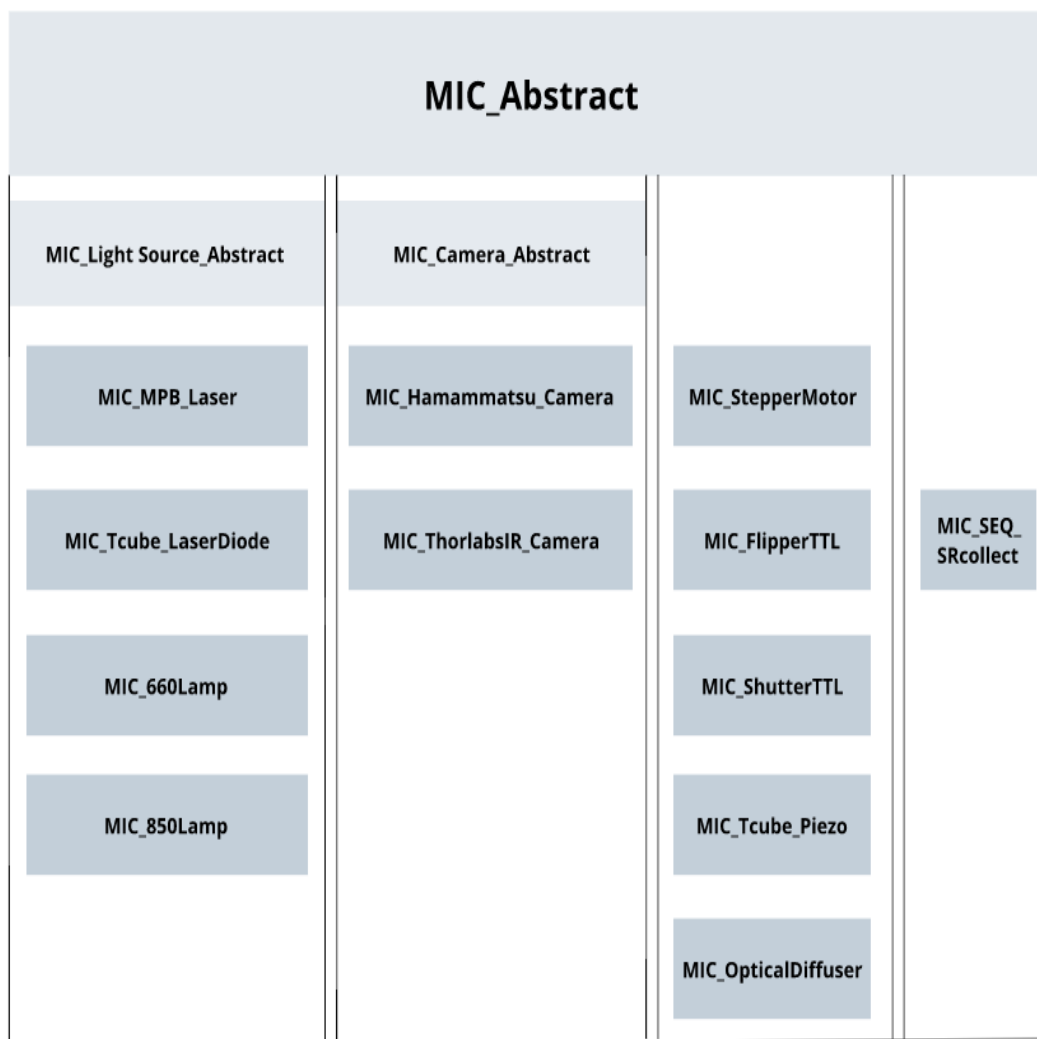 MIC_Abstract
MIC_Light Source_Abstract
MIC_Camera_Abstract
MIC_MPB_Laser
MIC_Hamammatsu_Camera
MIC_StepperMotor
MIC_Tcube_LaserDiode
MIC_ThorlabsIR_Camera
MIC_FlipperTTL
MIC_SEQ_
SRcollect
MIC_660Lamp
MIC_ShutterTTL
MIC_850Lamp
MIC_Tcube_Piezo
MIC_OpticalDiffuser